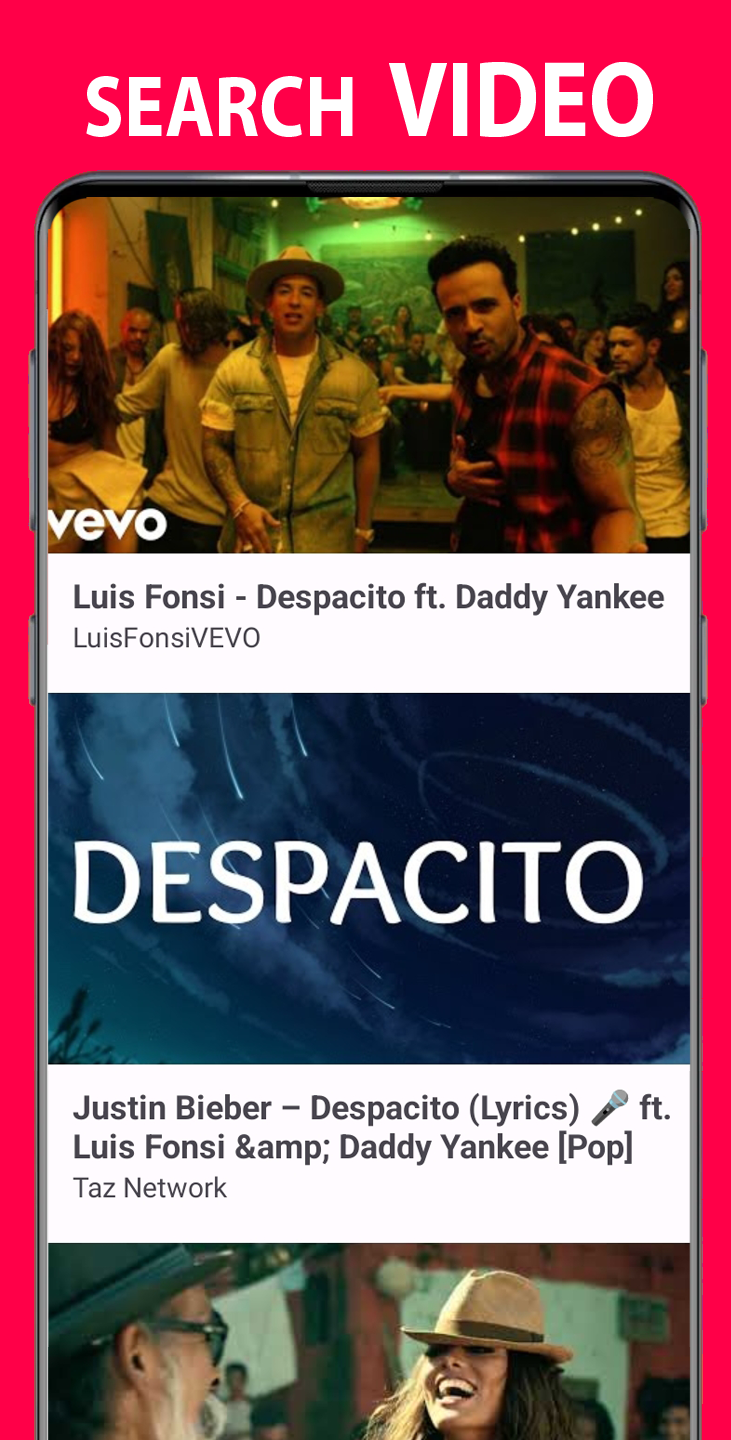 SEARCH VIDEO
vevo
Luis Fonsi - Despacito ft. Daddy Yankee
LuisFonsiVEVO
DESPACITO
Justin Bieber – Despacito (Lyrics) 🎤 ft.
Luis Fonsi &amp; Daddy Yankee [Pop]
Taz Network